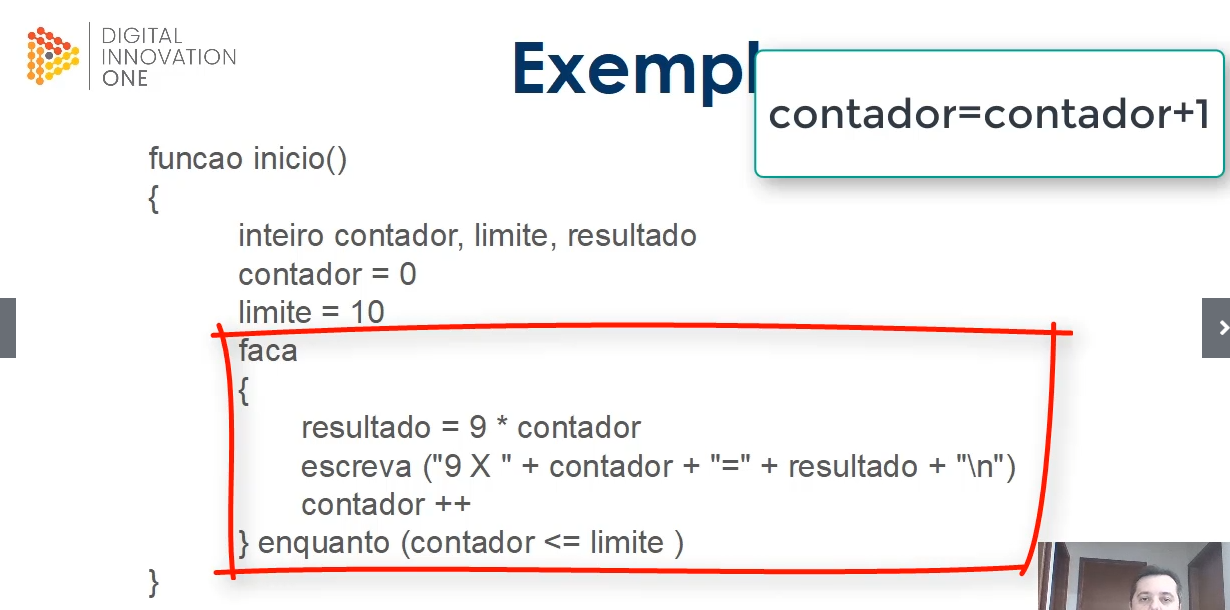 DIGITAL
INNOVATION
ONE
Exempl
contador=contador+1
funcao inicio()
{
inteiro contador, limite, resultado
contador = 0
limite = 10
faca
{
resultado = 9 * contador
escreva ("9 X " + contador + "=" + resultado + "\n")
contador ++
} enquanto (contador <= limite )
}